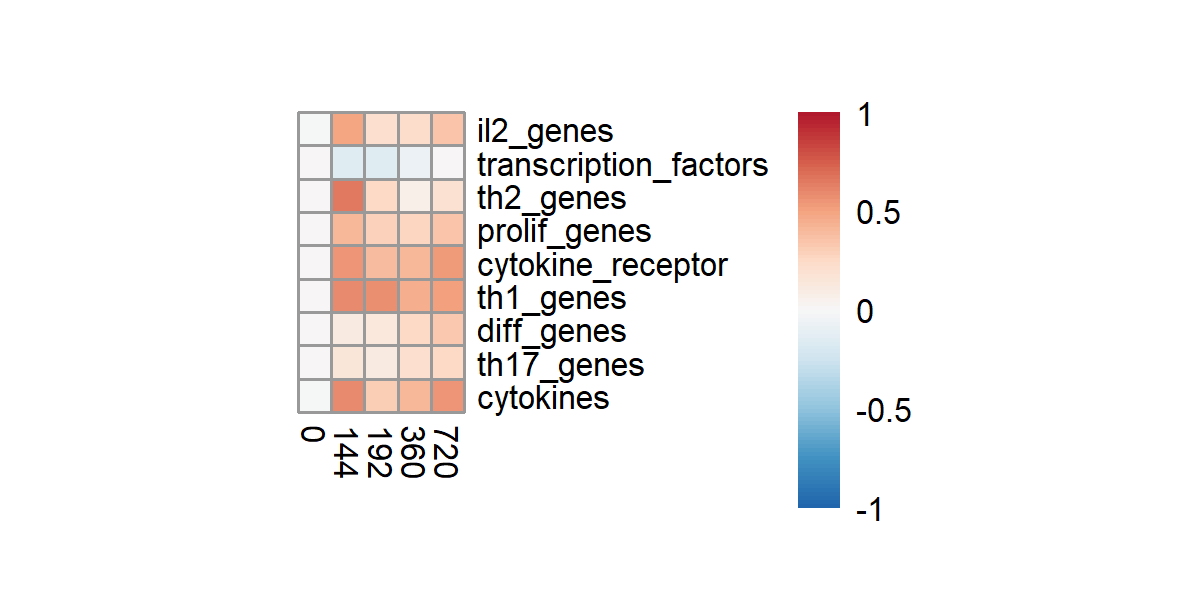 il2_genes
transcription_factors
th2_genes
prolif_genes
cytokine_receptor
th1_genes
diff_genes
th17_genes
cytokines
0
144
192
360
720
1
0.5
0
-0.5
-1